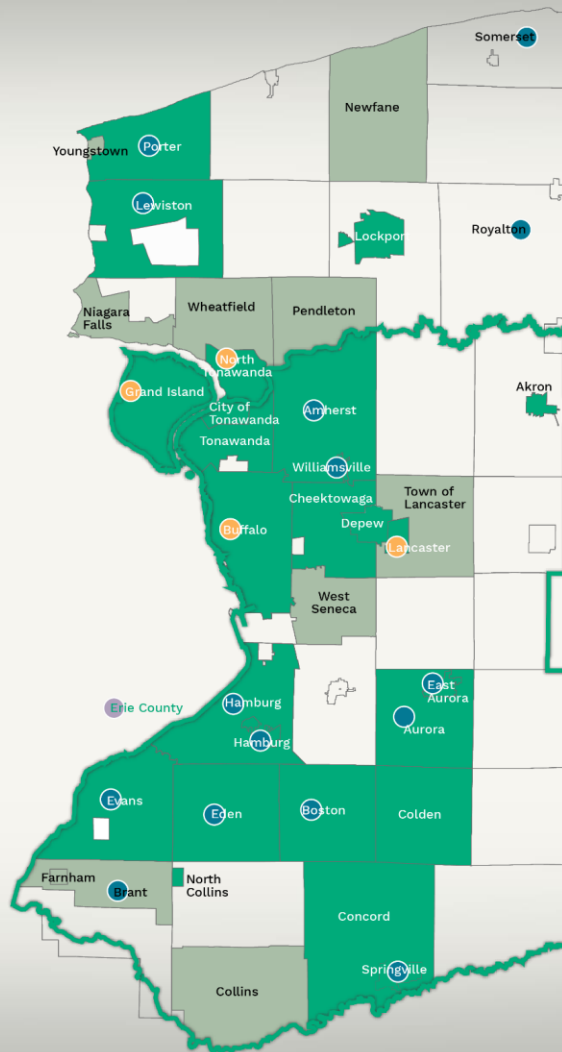 Somerset
Newfane
Youngstown
Porter
Lewiston
Lockpor
Royalton
Niagara
Falls
Wheatfield
Pendleton
North
Tonawanda
Grand Island
City of
Tonawanda
Amherst
Akron
Tonawanda
Williamsville
Cheektowaga
Town of
Lancaster
Depew
Buffalo
Lancaster
West
Seneca
East
Aurora
Hamburg
Erie County
Aurora
Hamburg
Evans
Eden
Boston
Colden
Farnham
North
Collins
Brant
Concord
Springville
Collins